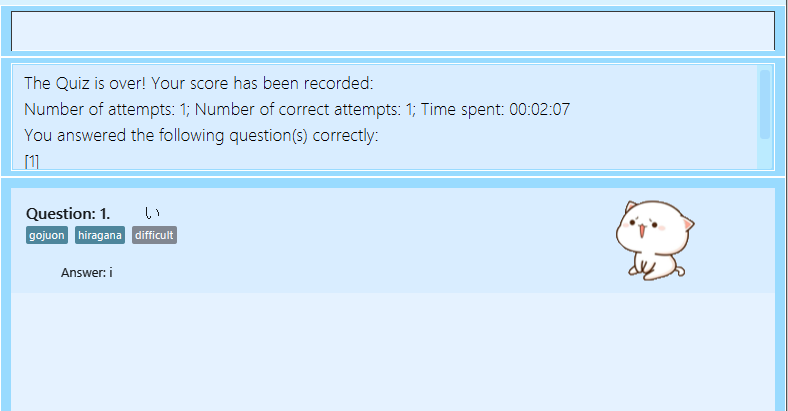 The Quiz is over! Your score has been recorded:
Number of attempts: 1; Number of correct attempts: 1; Time spent: 00:02:07
You answered the following question(s) correctly:
[1]
Question: 1. い
gojuon hiragana difficult
Answer: i